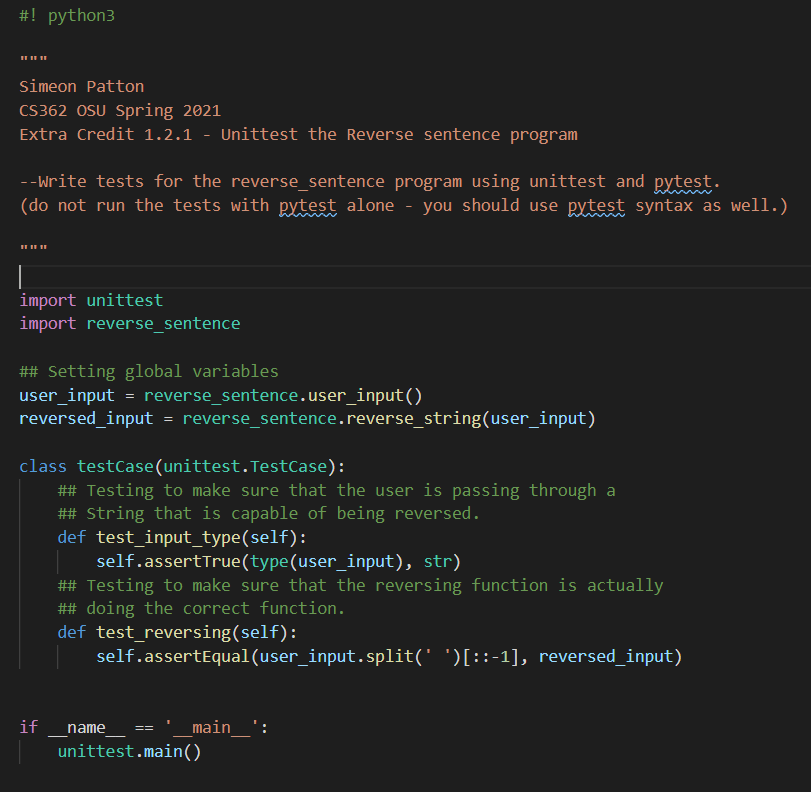 #! python3
"""
Simeon Patton
CS362 OSU Spring 2021
Extra Credit 1.2.1 - Unittest the Reverse sentence program
--Write tests for the reverse_sentence program using unittest and pytest.
(do not run the tests with pytest alone - you should use pytest syntax as well.)
"""
import unittest
import reverse_sentence
## Setting global variables
user_input = reverse_sentence.user_input()
reversed_input = reverse_sentence.reverse_string(user_input)
class testCase(unittest.TestCase):
    ## Testing to make sure that the user is passing through a
    ## String that is capable of being reversed.
    def test_input_type(self):
        self.assertTrue(type(user_input), str)
    ## Testing to make sure that the reversing function is actually
    ## doing the correct function.
    def test_reversing(self):
        self.assertEqual(user_input.split(' ')[::-1], reversed_input)
if __name__ == '__main__':
    unittest.main()